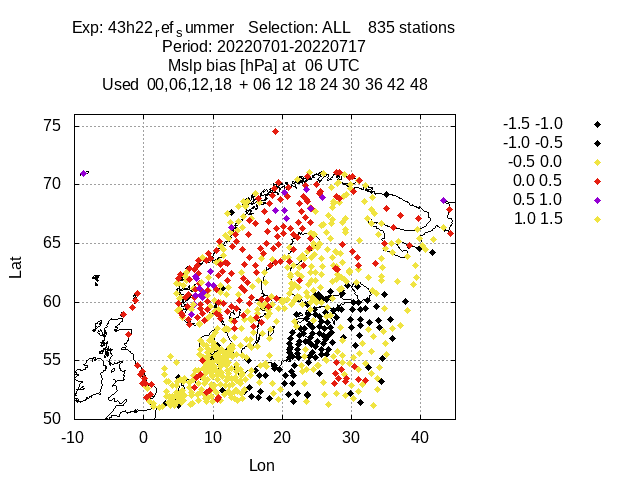 Exp: 43h22_ref_summer   Selection: ALL    835 stations
Period: 20220701-20220717
Mslp bias [hPa] at  06 UTC
Used  00,06,12,18  + 06 12 18 24 30 36 42 48
-1.5 -1.0
-1.0 -0.5
-0.5 0.0
0.0 0.5
0.5 1.0
1.0 1.5
75
70
65
60
55
50
Lat
-10 0 10 20 30 40
Lon